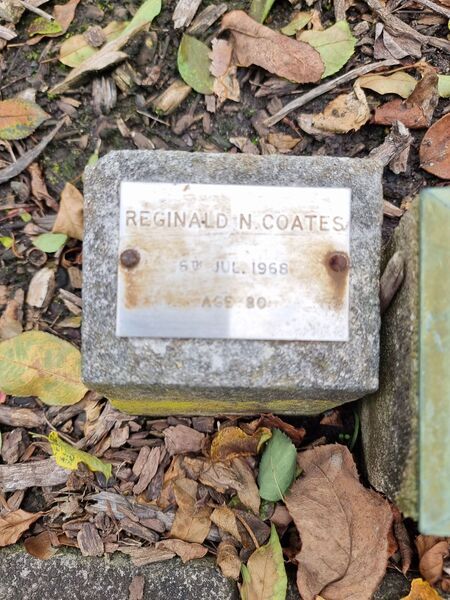 REGINALD N. COATES
6TH JUL. 1968
AGE 80